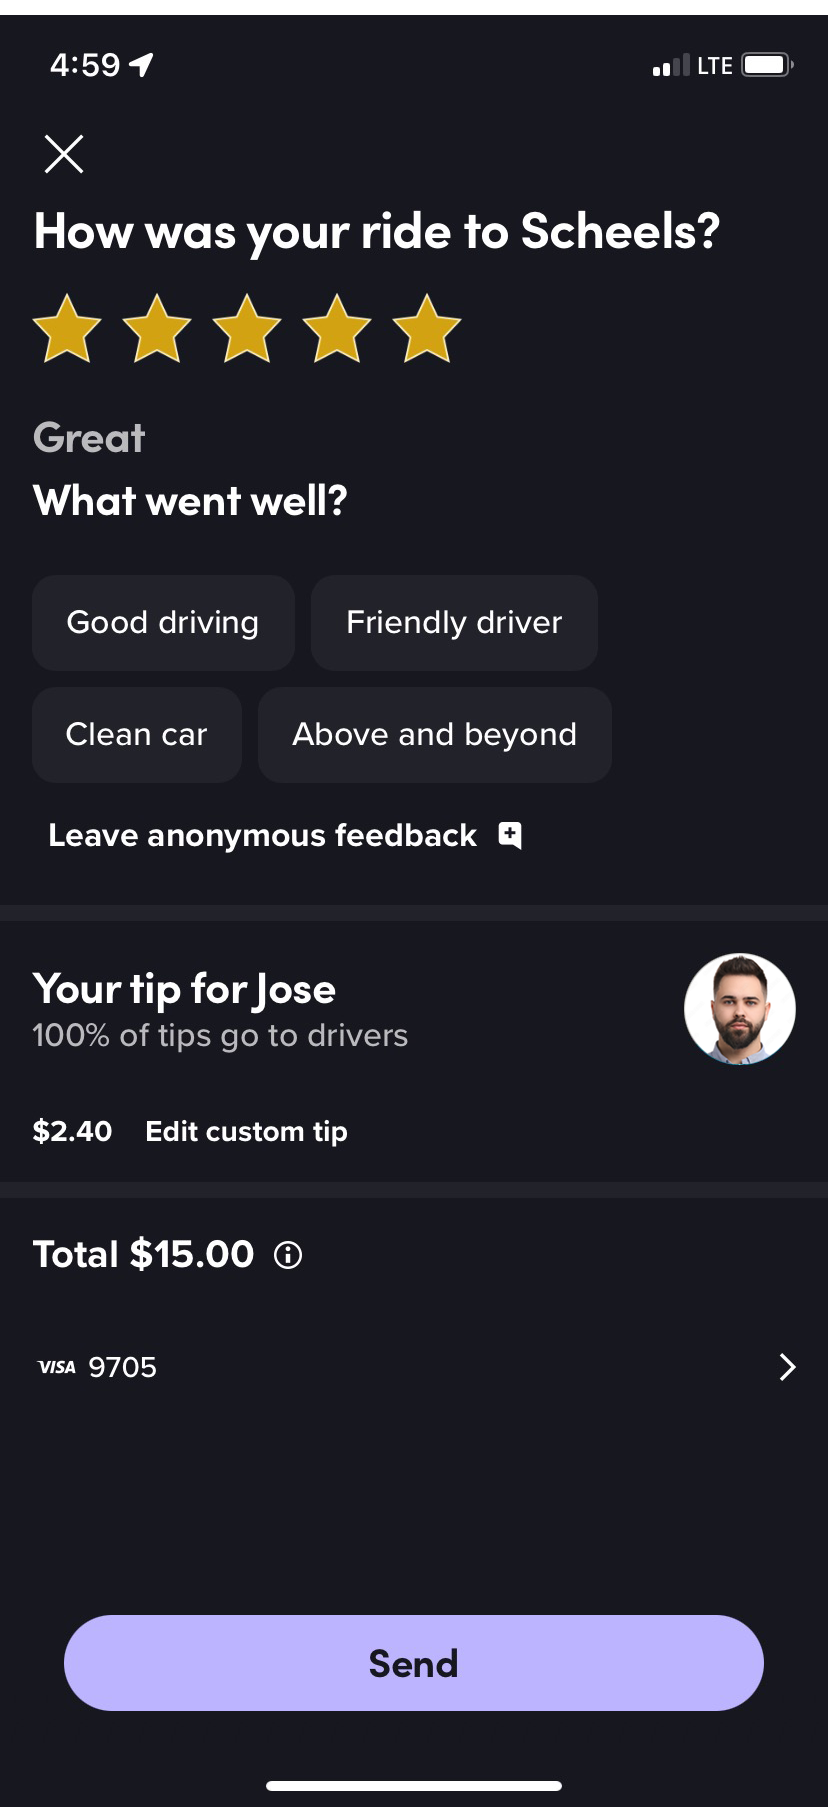 4:59 LTE
How was your ride to Scheels?
Great
What went well?
Good driving Friendly driver
Clean car Above and beyond
Leave anonymous feedback
Your tip for Jose
100% of tips go to drivers
$2.40 Edit custom tip
Total $15.00
VISA 9705
Send